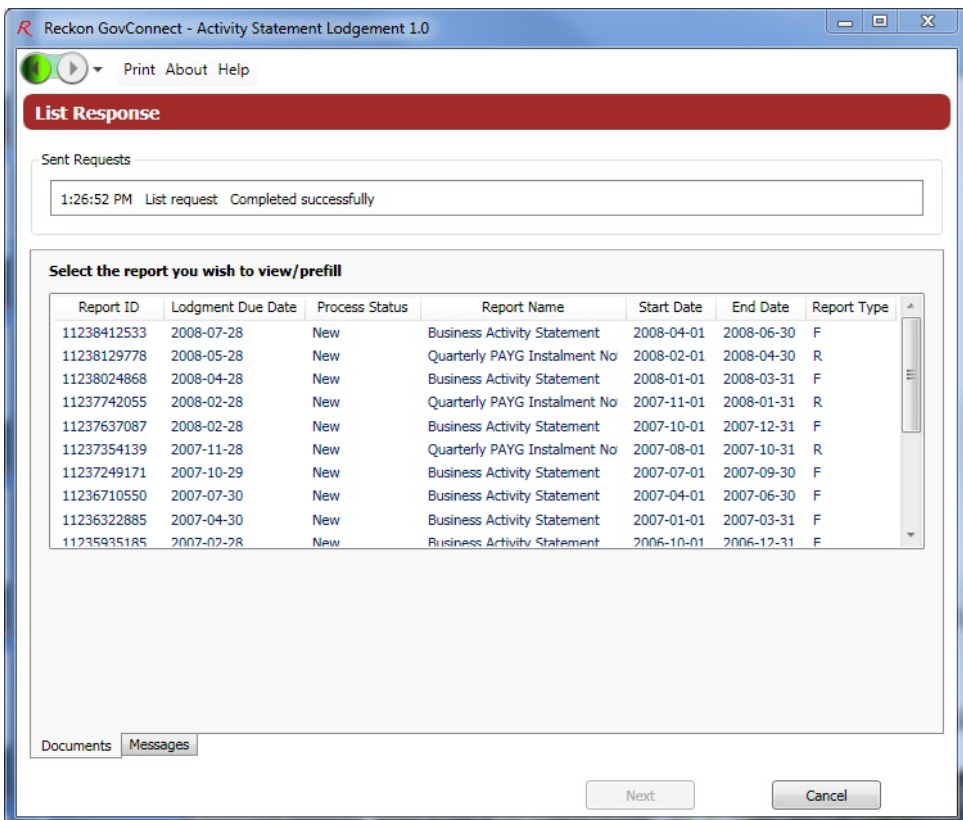 R Reckon GovConnect - Activity Statement Lodgement 1.0
Print About Help
List Response
Sent Requests
1:26:52 PM List request Completed successfully
Select the report you wish to view/prefill
Report ID Lodgment Due Date Process Status Report Name Start Date End Date Report Type
11238412533 2008-07-28 New Business Activity Statement 2008-04-01 2008-06-30 F
11238129778 2008-05-28 New Quarterly PAYG Instalment No 2008-02-01 2008-04-30 R
11238024868 2008-04-28 New Business Activity Statement 2008-01-01 2008-03-31 F
11237742055 2008-02-28 New Quarterly PAYG Instalment No 2007-11-01 2008-01-31 R
11237637087 2008-02-28 New Business Activity Statement 2007-10-01 2007-12-31 F
11237354139 2007-11-28 New Quarterly PAYG Instalment No 2007-08-01 2007-10-31 R
11237249171 2007-10-29 New Business Activity Statement 2007-07-01 2007-09-30 F
11236710550 2007-07-30 New Business Activity Statement 2007-04-01 2007-06-30 F
11236322885 2007-04-30 New Business Activity Statement 2007-01-01 2007-03-31 F
11235935185 2007-02-28 New Business Activity Statement 2006-10-01 2006-12-31 F
Documents Messages
Next Cancel